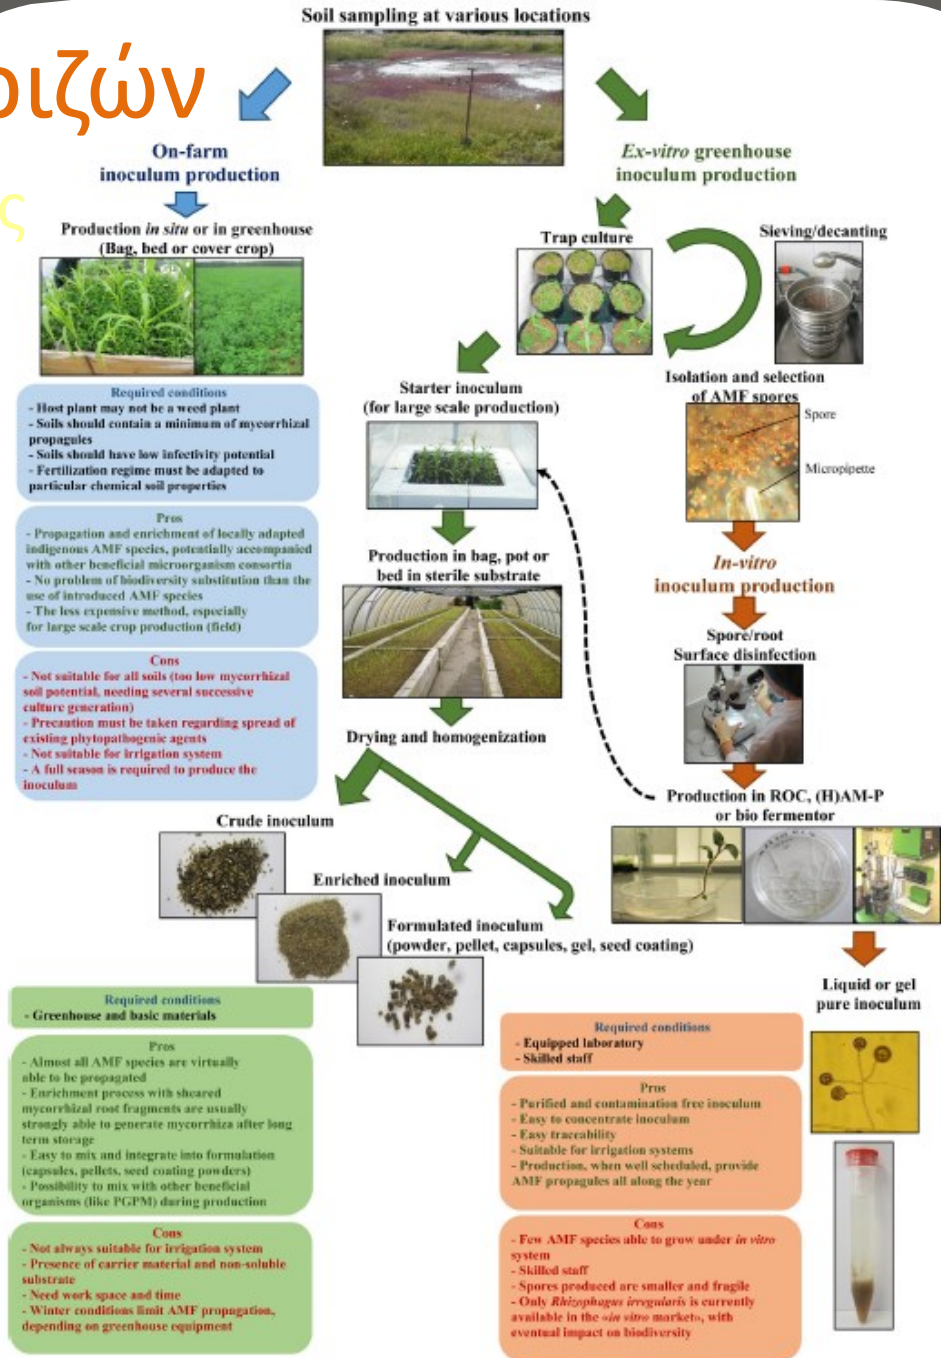 Soil sampling at various locations
ριζών
ς
On-farm
inoculum production
Production in situ or in greenhouse
(Bag, bed or cover crop)
Required conditions
- Host plant may not be a weed plant
- Soils should contain a minimum of mycorrhizal
propagules
- Soils should have low infectivity potential
- Fertilization regime must be adapted to
particular chemical soil properties
Pros
- Propagation and enrichment of locally adapted
indigenous AMF species, potentially accompanied
with other beneficial microorganism consortia
- No problem of biodiversity substitution than the
use of introduced AMF species
- The less expensive method, especially
for large scale crop production (field)
Cons
- Not suitable for all soils (too low mycorrhizal
soil potential, needing several successive
culture generation)
- Precaution must be taken regarding spread of
existing phytopathogenic agents
- Not suitable for irrigation system
- A full season is required to produce the
inoculum
Ex-vitro greenhouse
inoculum production
Trap culture
Sieving/decanting
Starter inoculum
(for large scale production)
Isolation and selection
of AMF spores
Spore
Micropipette
Production in bag, pot or
bed in sterile substrate
In-vitro
inoculum production
Spore/root
Surface disinfection
Drying and homogenization
Production in ROC, (H)AM-P
or bio fermentor
Crude inoculum
Enriched inoculum
Formulated inoculum
(powder, pellet, capsules, gel, seed coating)
Liquid or gel
pure inoculum
Required conditions
- Greenhouse and basic materials
Pros
- Almost all AMF species are virtually
able to be propagated
- Enrichment process with sheared
mycorrhizal root fragments are usually
strongly able to generate mycorrhiza after long
term storage
- Easy to mix and integrate into formulation
(capsules, pellets, seed coating powders)
- Possibility to mix with other beneficial
organisms (like PGPM) during production
Cons
- Not always suitable for irrigation system
- Presence of carrier material and non-soluble
substrate
- Need work space and time
- Winter conditions limit AMF propagation,
depending on greenhouse equipment
Required conditions
- Equipped laboratory
- Skilled staff
Pros
- Purified and contamination free inoculum
- Easy to concentrate inoculum
- Easy traceability
- Suitable for irrigation systems
- Production, when well scheduled, provide
AMF propagules all along the year
Cons
- Few AMF species able to grow under in vitro
system
- Skilled staff
- Spores produced are smaller and fragile
- Only Rhizophagus irregularis is currently
available in the «in vitro market», with
eventual impact on biodiversity